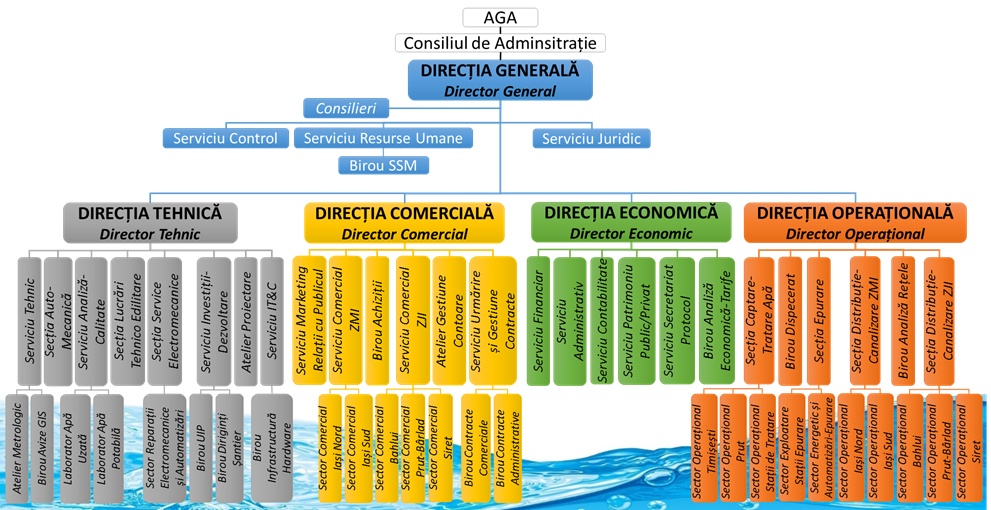 AGA
Consiliul de Adminsitrație
DIRECȚIA GENERALĂ
Director General
Consilieri
Serviciu Control
Serviciu Resurse Umane
Serviciu Juridic
Birou SSM
DIRECȚIA TEHNICĂ
Director Tehnic
DIRECȚIA COMERCIALĂ
Director Comercial
DIRECȚIA ECONOMICĂ
Director Economic
DIRECȚIA OPERAȚIONALĂ
Director Operațional
Serviciu Tehnic
Secția Auto-
Mecanică
Serviciu Analiză-
Calitate
Secția Lucrări
Tehnico Edilitare
Secția Service
Electromecanice
Serviciu Investiții-
Dezvoltare
Atelier Proiectare
Serviciu IT&C
Serviciu Marketing
Relații cu Publicul
Serviciu Comercial
ZMI
Birou Achiziții
Serviciu Comercial
ZJI
Atelier Gestiune
Contoare
Serviciu Urmărire
și Gestiune
Contracte
Serviciu Financiar
Serviciu
Administrativ
Serviciu Contabilitate
Serviciu Patrimoniu
Public/Privat
Serviciu Secretariat
Protocol
Birou Analiză
Economică-Tarife
Secția Captare-
Tratare Apă
Birou Dispecerat
Secția Epurare
Secția Distribuție-
Canalizare ZMI
Birou Analiză Rețele
Secția Distribuție-
Canalizare ZJI
Atelier Metrologic
Birou Avize GIS
Laborator Apă
Uzată
Laborator Apă
Potabilă
Sector Reparații
Electromecanice
și Automatizări
Birou UIP
Birou Diriginți
Șantier
Birou
Infrastructură
Hardware
Sector Comercial
Iași Nord
Sector Comercial
Iași Sud
Sector Comercial
Bahlui
Sector Comercial
Prut-Bârlad
Sector Comercial
Siret
Birou Contracte
Comerciale
Birou Contracte
Administrative
Sector Operațional
Timișești
Sector Operațional
Prut
Sector Operațional
Stații de Tratare
Sector Exploatare
Stații Epurare
Sector Energetic și
Automatizări-Epurare
Sector Operațional
Iași Nord
Sector Operațional
Iași Sud
Sector Operațional
Bahlui
Sector Operațional
Prut-Bârlad
Sector Operațional
Siret